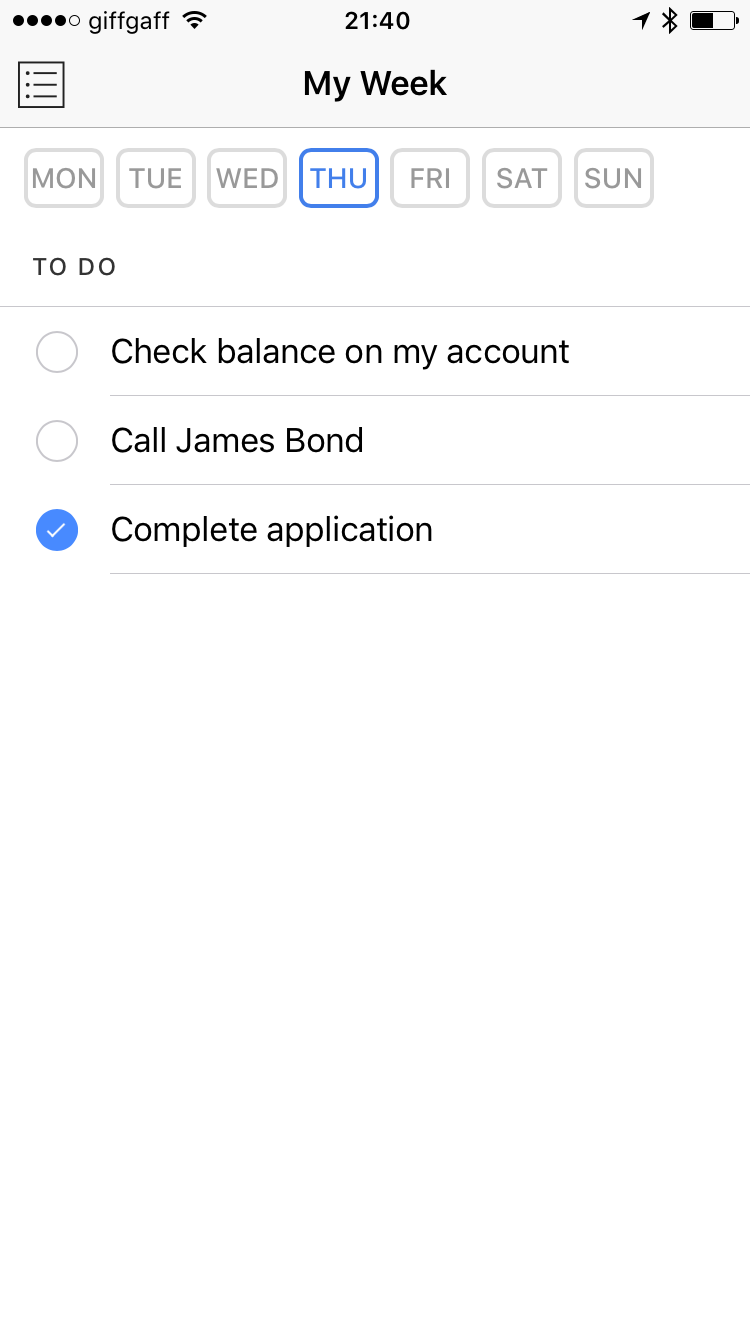 giffgaff 21:40
My Week
MON TUE WED THU FRI SAT SUN
TO DO
Check balance on my account
Call James Bond
Complete application